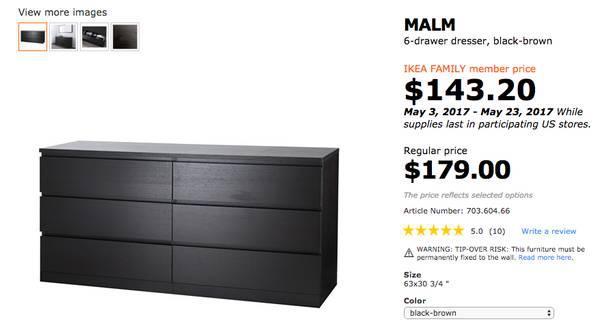 View more images
MALM
6-drawer dresser, black-brown
IKEA FAMILY member price
$143.20
May 3, 2017 - May 23, 2017 While
supplies last in participating US stores.
Regular price
$179.00
The price reflects selected options
Article Number: 703.604.66
5.0 (10) Write a review
WARNING: TIP-OVER RISK: This furniture must be
permanently fixed to the wall. Read more here.
Size
63x30 3/4 "
Color
black-brown